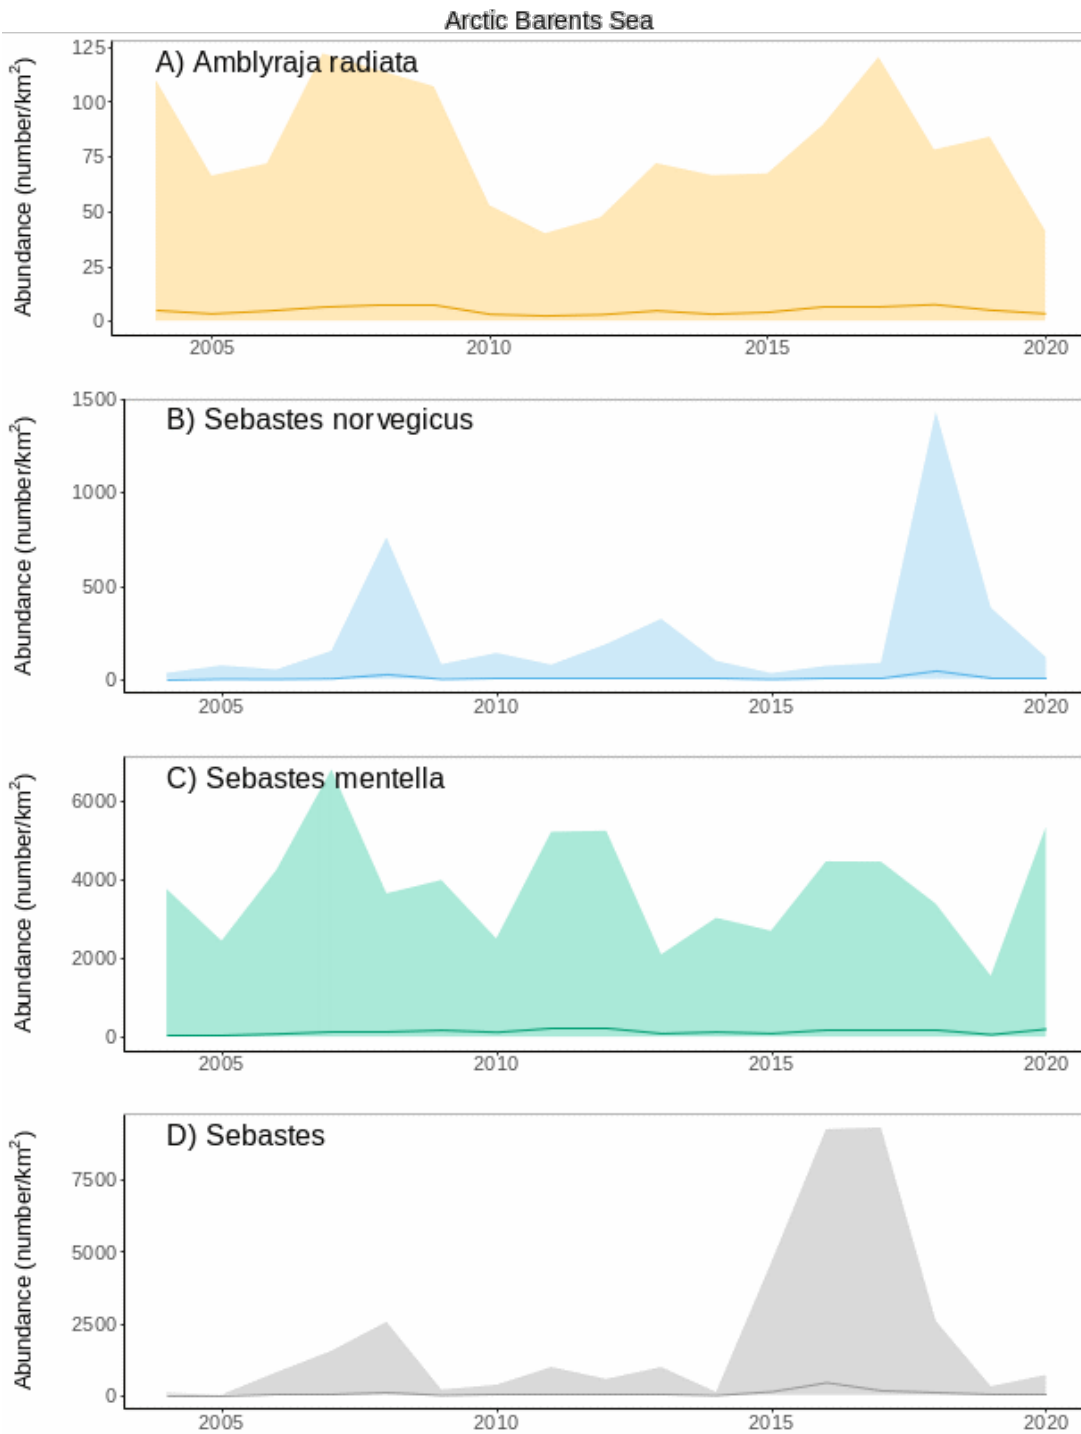 Arctic Barents Sea
A) Amblyraja radiata
Abundance (number/km²)
125
100
75
50
25
0
2005 2010 2015 2020
B) Sebastes norvegicus
Abundance (number/km²)
1500
1000
500
0
2005 2010 2015 2020
C) Sebastes mentella
Abundance (number/km²)
6000
4000
2000
0
2005 2010 2015 2020
D) Sebastes
Abundance (number/km²)
7500
5000
2500
0
2005 2010 2015 2020